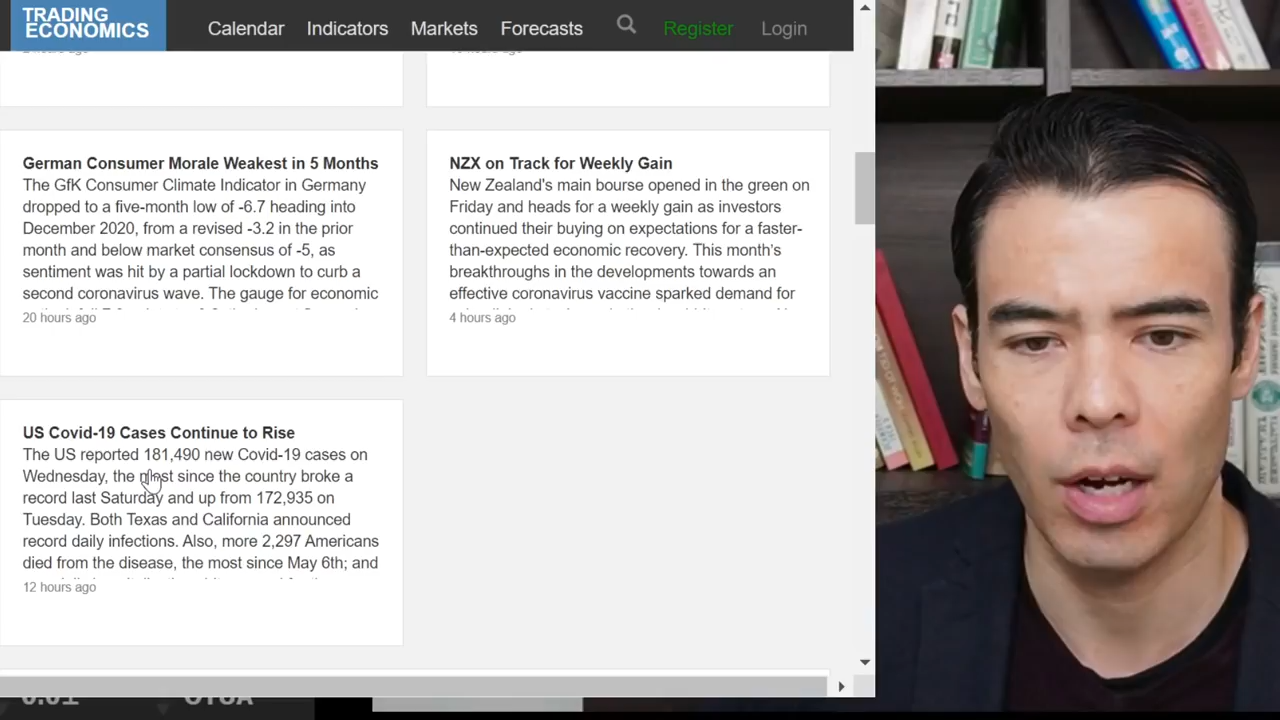 TRADING
ECONOMICS
Calendar
Indicators
Markets
Forecasts
Register
Login
German Consumer Morale Weakest in 5 Months
The GfK Consumer Climate Indicator in Germany
dropped to a five-month low of -6.7 heading into
December 2020, from a revised -3.2 in the prior
month and below market consensus of -5, as
sentiment was hit by a partial lockdown to curb a
second coronavirus wave. The gauge for economic
20 hours ago
NZX on Track for Weekly Gain
New Zealand's main bourse opened in the green on
Friday and heads for a weekly gain as investors
continued their buying on expectations for a faster-
than-expected economic recovery. This month's
breakthroughs in the developments towards an
effective coronavirus vaccine sparked demand for
4 hours ago
US Covid-19 Cases Continue to Rise
The US reported 181,490 new Covid-19 cases on
Wednesday, the most since the country broke a
record last Saturday and up from 172,935 on
Tuesday. Both Texas and California announced
record daily infections. Also, more 2,297 Americans
died from the disease, the most since May 6th; and
12 hours ago